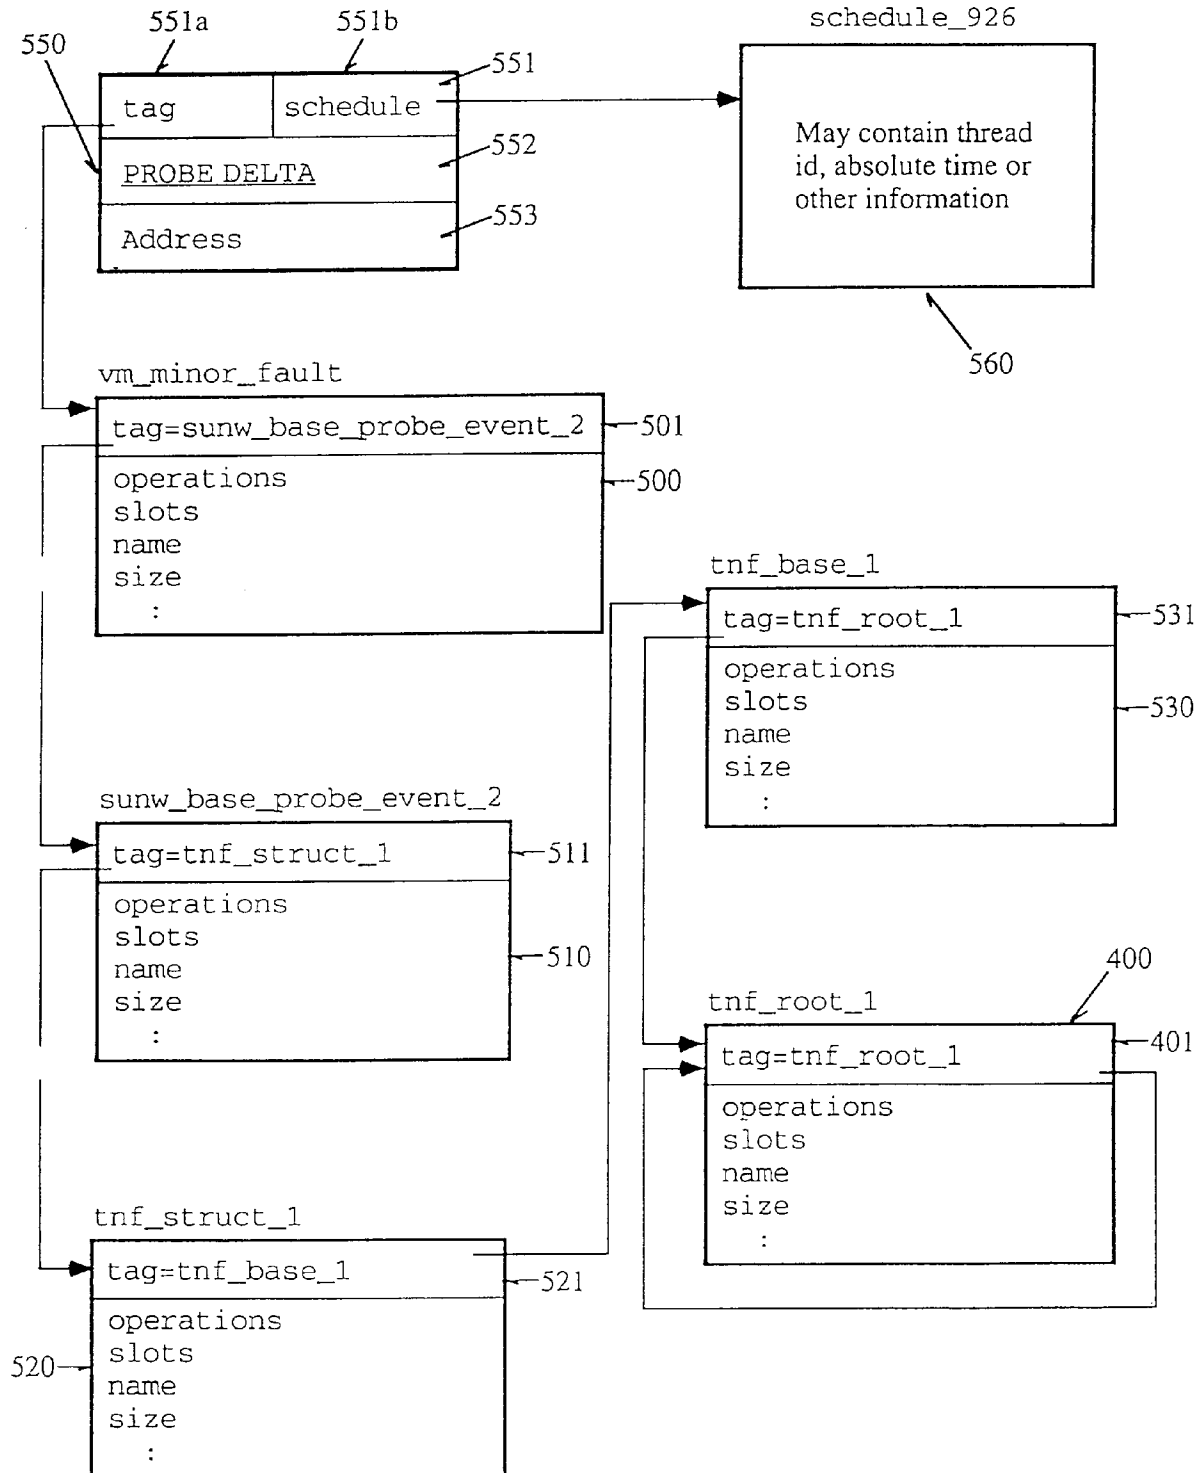 schedule_926
551a
551b
550
551
tag
schedule
552
PROBE DELTA
553
Address
May contain thread
id, absolute time or
other information
560
vm_minor_fault
tag=sunw_base_probe_event_2
501
operations
500
slots
name
size
:
tnf_base_1
tag=tnf_root_1
531
operations
slots
530
name
size
:
sunw_base_probe_event_2
tag=tnf_struct_1
511
operations
slots
510
name
size
:
400
tnf_root_1
tag=tnf_root_1
401
operations
slots
name
size
:
tnf_struct_1
tag=tnf_base_1
521
operations
slots
520
name
size
: